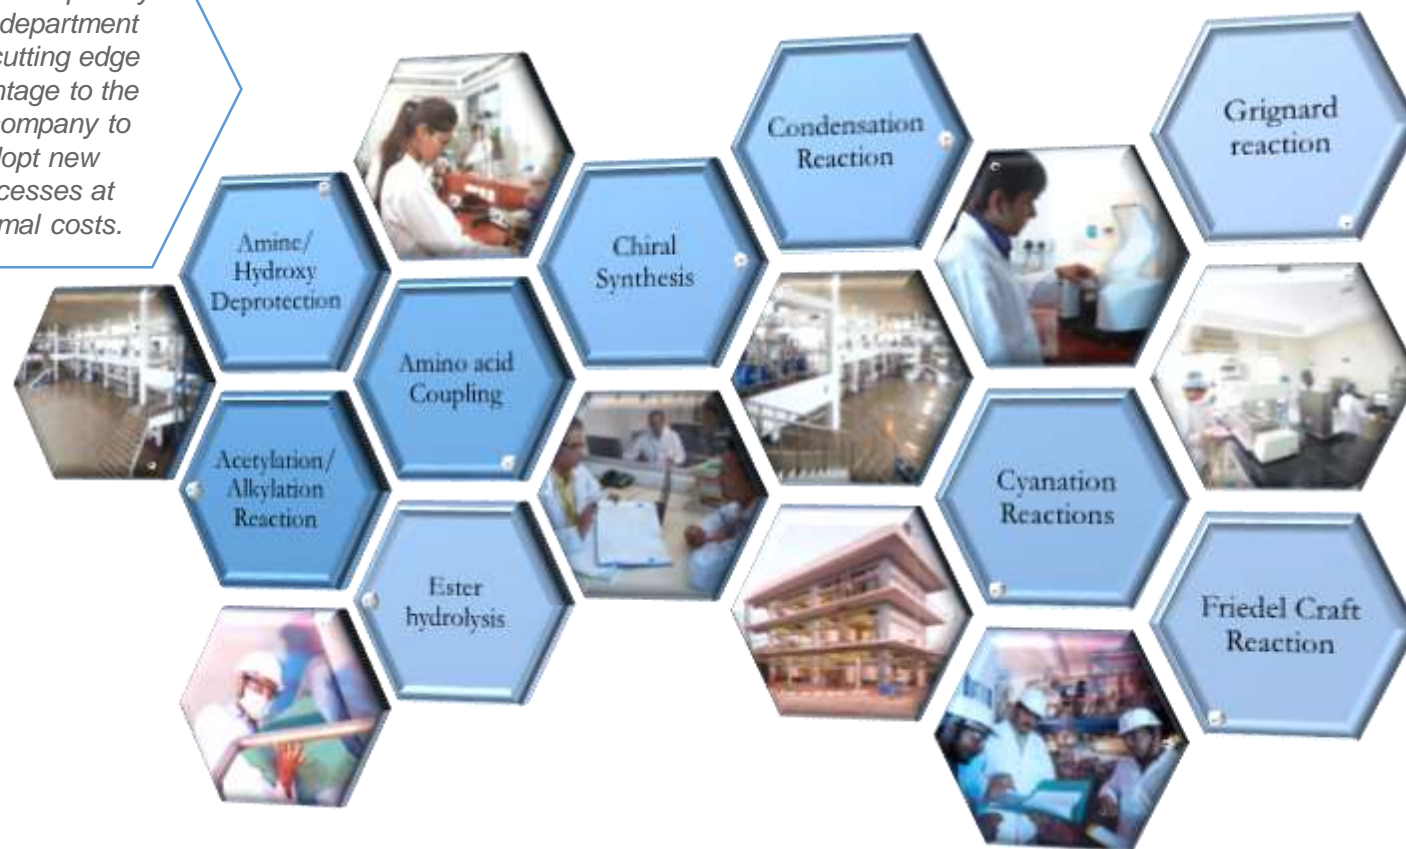 department
cutting edge
ntage to the
ompany to
lopt new
cesses at
mal costs.
Amine/
Hydroxy
Deprotection
Acetylation/
Alkylation
Reaction
Amino acid
Coupling
Ester
hydrolysis
Chiral
Synthesis
Condensation
Reaction
Cyanation
Reactions
Grignard
reaction
Friedel Craft
Reaction